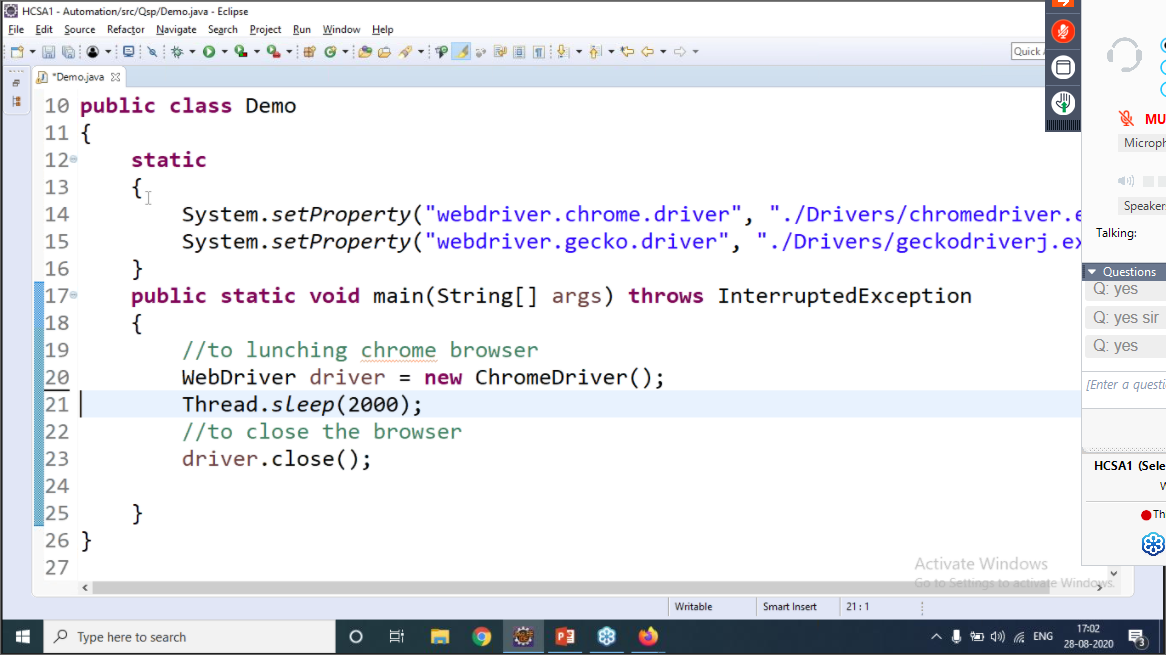 HCSA1 - Automation/src/Qsp/Demo.java - Eclipse
File Edit Source Refactor Navigate Search Project Run Window Help
Quick
*Demo.java
10 public class Demo
11 {
12 static
13 {
14 System.setProperty("webdriver.chrome.driver", "./Drivers/chromedriver.e
15 System.setProperty("webdriver.gecko.driver", "./Drivers/geckodriverj.ex
16 }
17 public static void main(String[] args) throws InterruptedException
18 {
19 //to lunching chrome browser
20 WebDriver driver = new ChromeDriver();
21 Thread.sleep(2000);
22 //to close the browser
23 driver.close();
24
25 }
26 }
27
MU
Microph
Speakers
Talking:
Questions
Q: yes
Q: yes sir
Q: yes
[Enter a questi
HCSA1 (Sele
W
Th
Activate Windows
Go to Settings to activate Windows.
Writable Smart Insert 21 : 1
Type here to search
ENG
17:02
28-08-2020
3